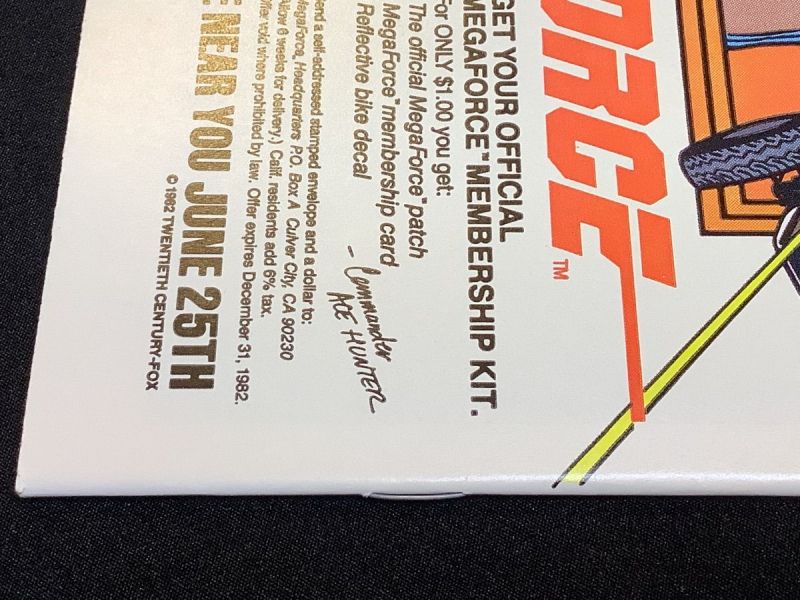 ORCE™
GET YOUR OFFICIAL
MEGAFORCE™ MEMBERSHIP KIT.
For ONLY $1.00 you get:
The official MegaForce™ patch
MegaForce™ membership card
Reflective bike decal
- Commander
ACE HUNTER
end a self-addressed stamped envelope and a dollar to:
MegaForce, Headquarters P.O. Box A Culver City, CA 90230
llow 6 weeks for delivery.) Calif. residents add 6% tax.
Offer void where prohibited by law. Offer expires December 31, 1982.
E NEAR YOU JUNE 25TH
© 1982 TWENTIETH CENTURY-FOX